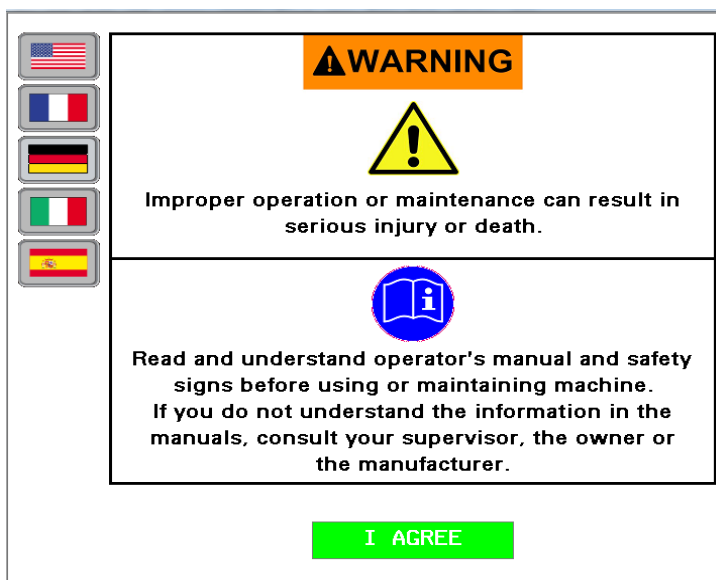 WARNING
Improper operation or maintenance can result in
serious injury or death.
Read and understand operator's manual and safety
signs before using or maintaining machine.
If you do not understand the information in the
manuals, consult your supervisor, the owner or
the manufacturer.
I AGREE